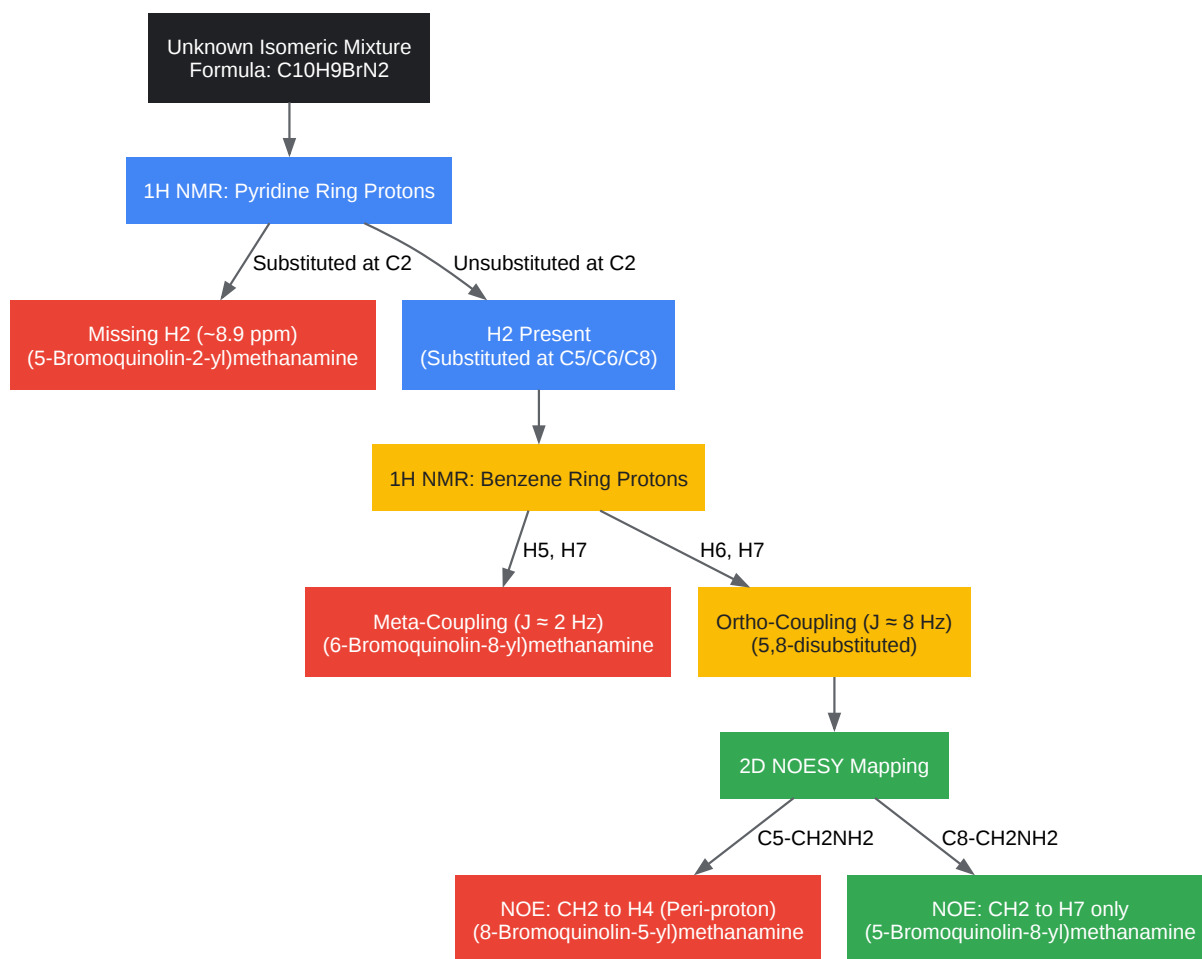 Unknown Isomeric Mixture
Formula: C10H9BrN2
1H NMR: Pyridine Ring Protons
Substituted at C2
Unsubstituted at C2
Missing H2 (~8.9 ppm)
(5-Bromoquinolin-2-yl)methanamine
H2 Present
(Substituted at C5/C6/C8)
1H NMR: Benzene Ring Protons
H5, H7
H6, H7
Meta-Coupling (J ≈ 2 Hz)
(6-Bromoquinolin-8-yl)methanamine
Ortho-Coupling (J ≈ 8 Hz)
(5,8-disubstituted)
2D NOESY Mapping
C5-CH2NH2
C8-CH2NH2
NOE: CH2 to H4 (Peri-proton)
(8-Bromoquinolin-5-yl)methanamine
NOE: CH2 to H7 only
(5-Bromoquinolin-8-yl)methanamine